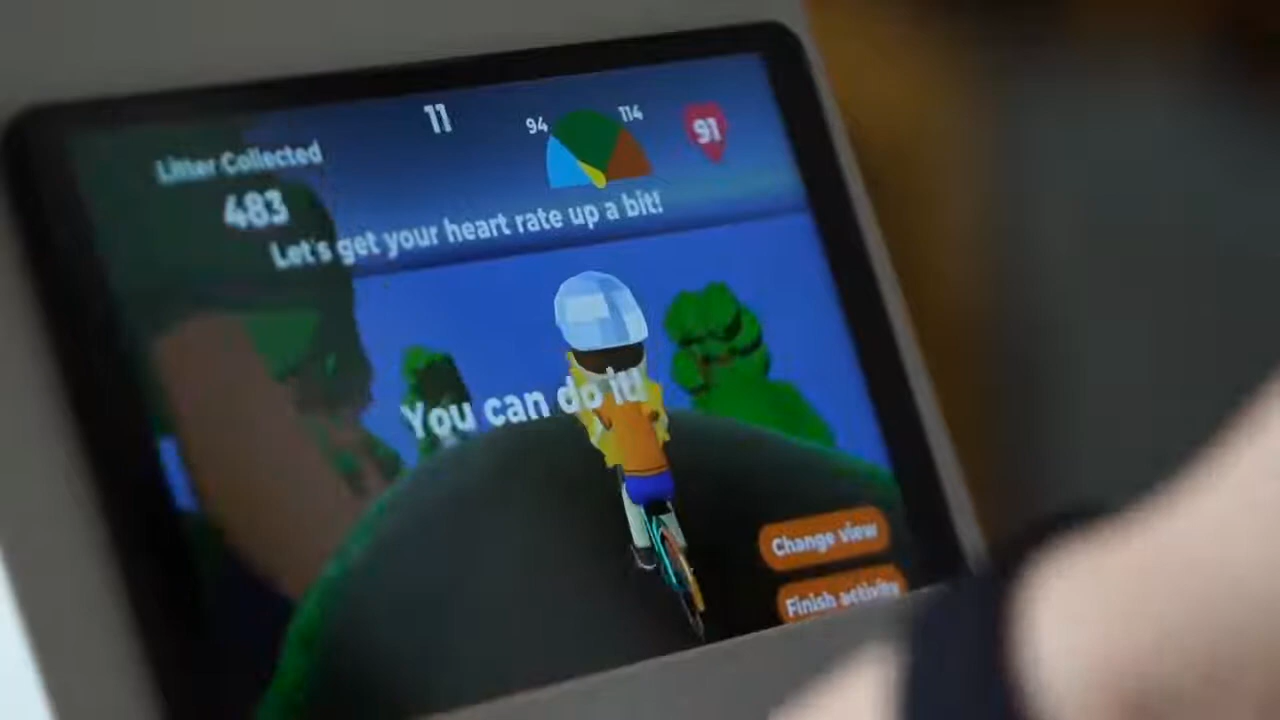 11
94
114
91
Litter Collected
483
Let's get your heart rate up a bit!
You can do it!
Change view
Finish activity